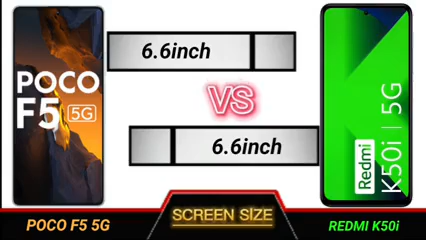 POCO
F5 5G
6.6inch
VS
6.6inch
Redmi
K50i | 5G
SCREEN SIZE
POCO F5 5G
REDMI K50i